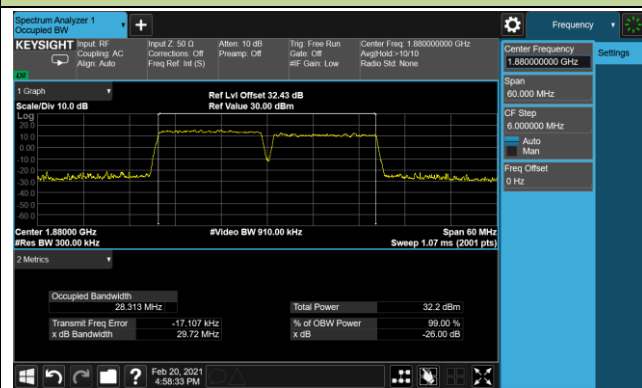 Spectrum Analyzer 1
Occupied BW
Frequency
KEYSIGHT
Input: RF
Coupling: AC
Align: Auto
Input Z: 50 Ω
Corrections: Off
Freq Ref: Int (S)
Atten: 10 dB
Preamp: Off
Trig: Free Run
Gate: Off
#IF Gain: Low
Center Freq: 1.880000000 GHz
Avg|Hold:>10/10
Radio Std: None
1 Graph
Scale/Div 10.0 dB
Ref Lvl Offset 32.43 dB
Ref Value 30.00 dBm
Log
20.0
10.0
0.00
-10.0
-20.0
-30.0
-40.0
-50.0
-60.0
Center 1.88000 GHz
#Res BW 300.00 kHz
#Video BW 910.00 kHz
Span 60 MHz
Sweep 1.07 ms (2001 pts)
2 Metrics
Occupied Bandwidth
28.313 MHz
Total Power 32.2 dBm
Transmit Freq Error -17.107 kHz
% of OBW Power 99.00 %
x dB Bandwidth 29.72 MHz
x dB -26.00 dB
Feb 20, 2021
4:58:33 PM
Center Frequency
1.880000000 GHz
Settings
Span
60.000 MHz
CF Step
6.000000 MHz
Auto
Man
Freq Offset
0 Hz